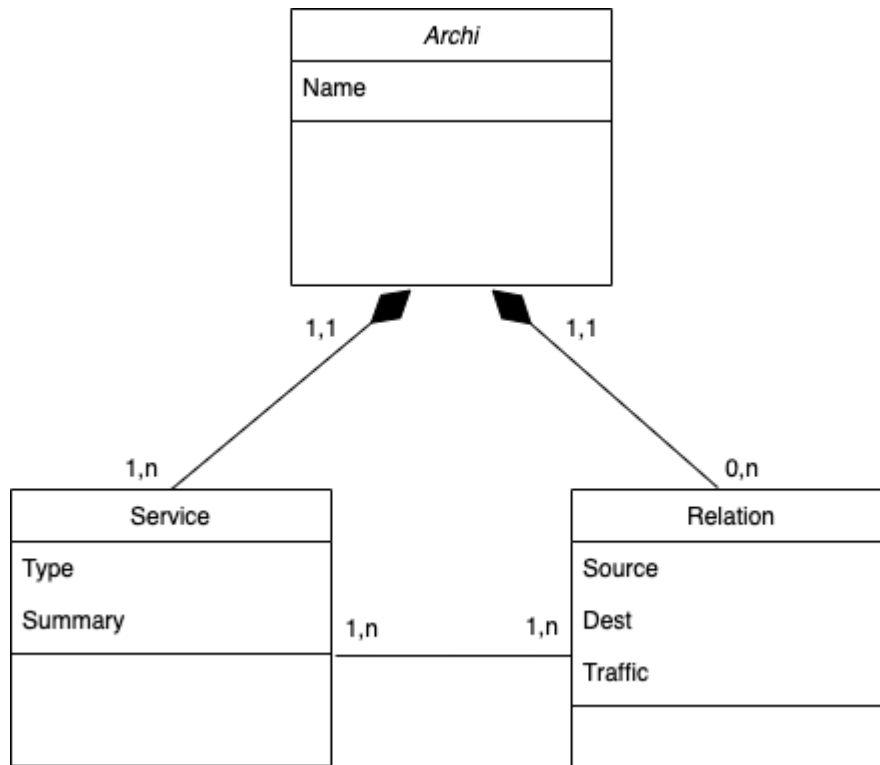 Archi
Name
1,1
1,1
1,n
0,n
Service
Relation
Type
Source
Summary
Dest
1,n
1,n
Traffic